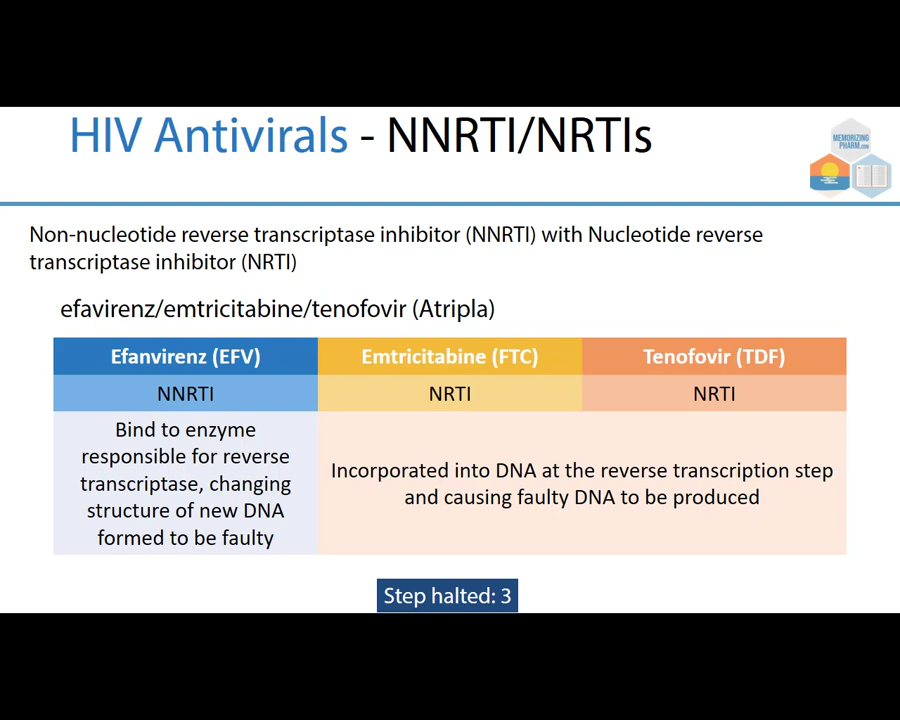 HIV Antivirals - NNRTI/NRTIs
MEMORIZING
PHARM.COM
Non-nucleotide reverse transcriptase inhibitor (NNRTI) with Nucleotide reverse
transcriptase inhibitor (NRTI)
efavirenz/emtricitabine/tenofovir (Atripla)
Efanvirenz (EFV)
Emtricitabine (FTC)
Tenofovir (TDF)
NNRTI
NRTI
NRTI
Bind to enzyme
responsible for reverse
transcriptase, changing
structure of new DNA
formed to be faulty
Incorporated into DNA at the reverse transcription step
and causing faulty DNA to be produced
Step halted: 3